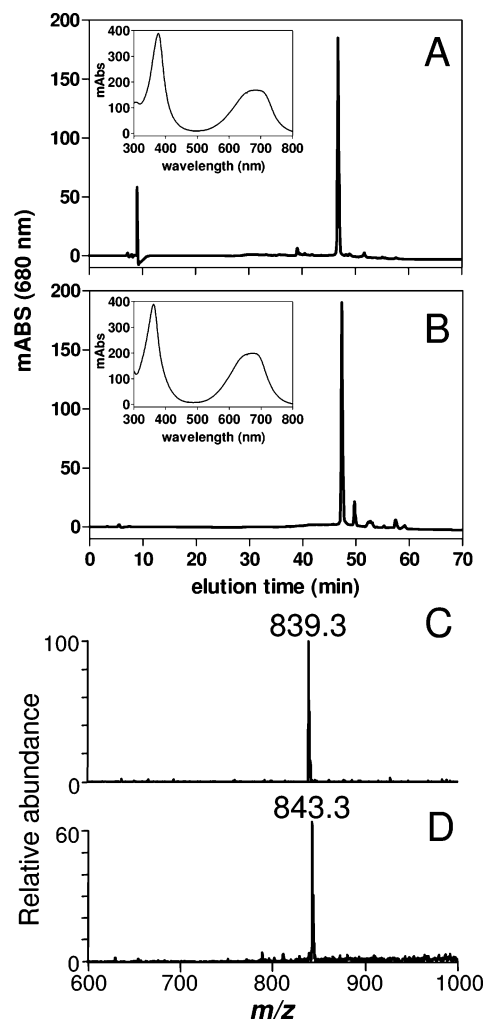 200
150
100
50
0
A
400
300
200
100
0
mAbs
300 400 500 600 700 800
wavelength (nm)
mABS (680 nm)
200
150
100
50
0
B
400
300
200
100
0
mAbs
300 400 500 600 700 800
wavelength (nm)
0 10 20 30 40 50 60 70
elution time (min)
839.3
C
100
0
Relative abundance
843.3
D
60
0
600 700 800 900 1000
m/z